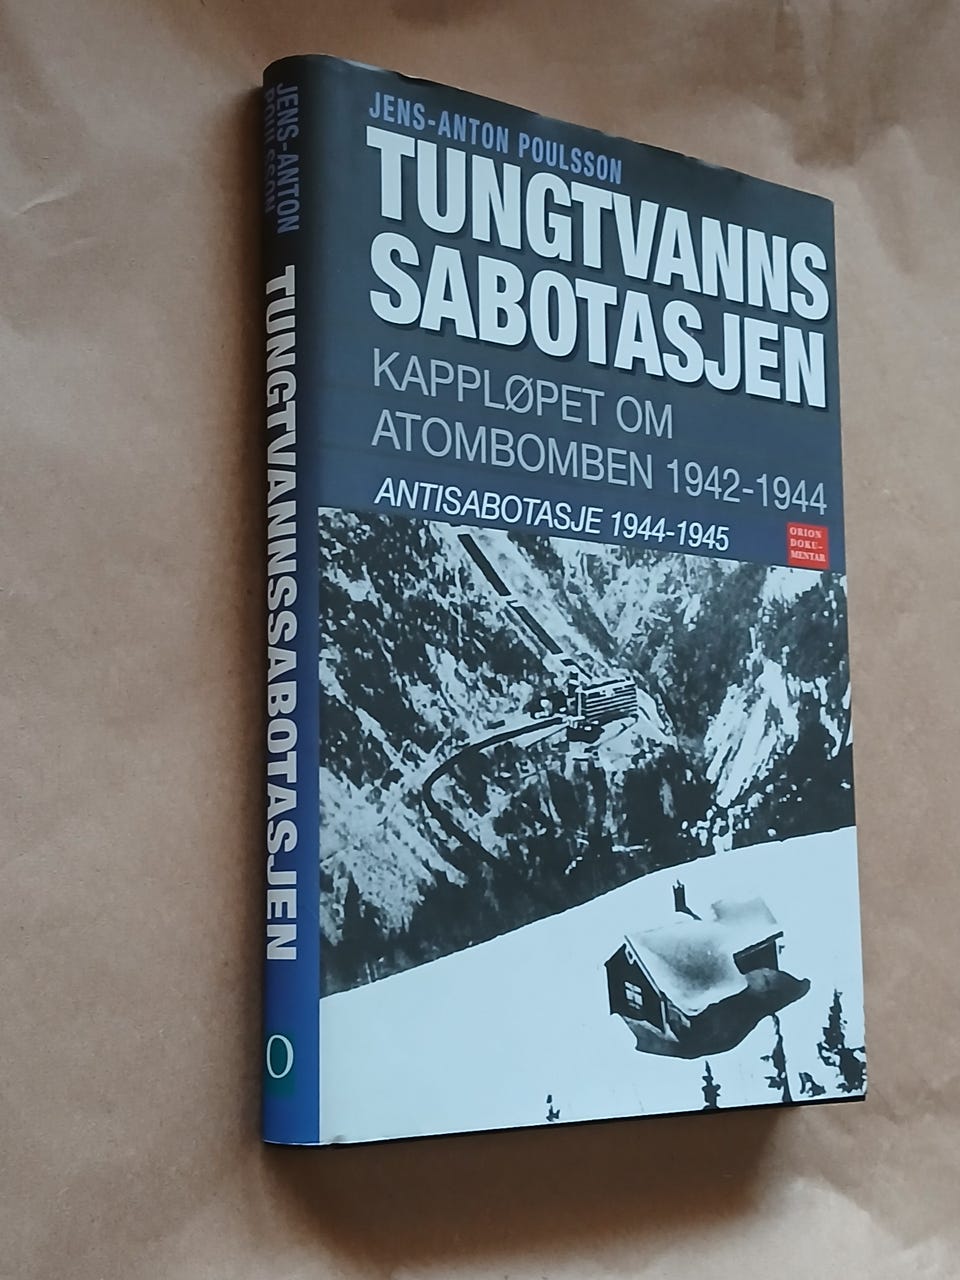 JENS-ANTON POULSSON
TUNGTVANNS
SABOTASJEN
KAPPLØPET OM
ATOMBOMBEN 1942-1944
ANTISABOTASJE 1944-1945
ORION
DOKU-
MENTAR
JENS-ANTON
POULSSON
TUNGTVANNSSABOTASJEN
O